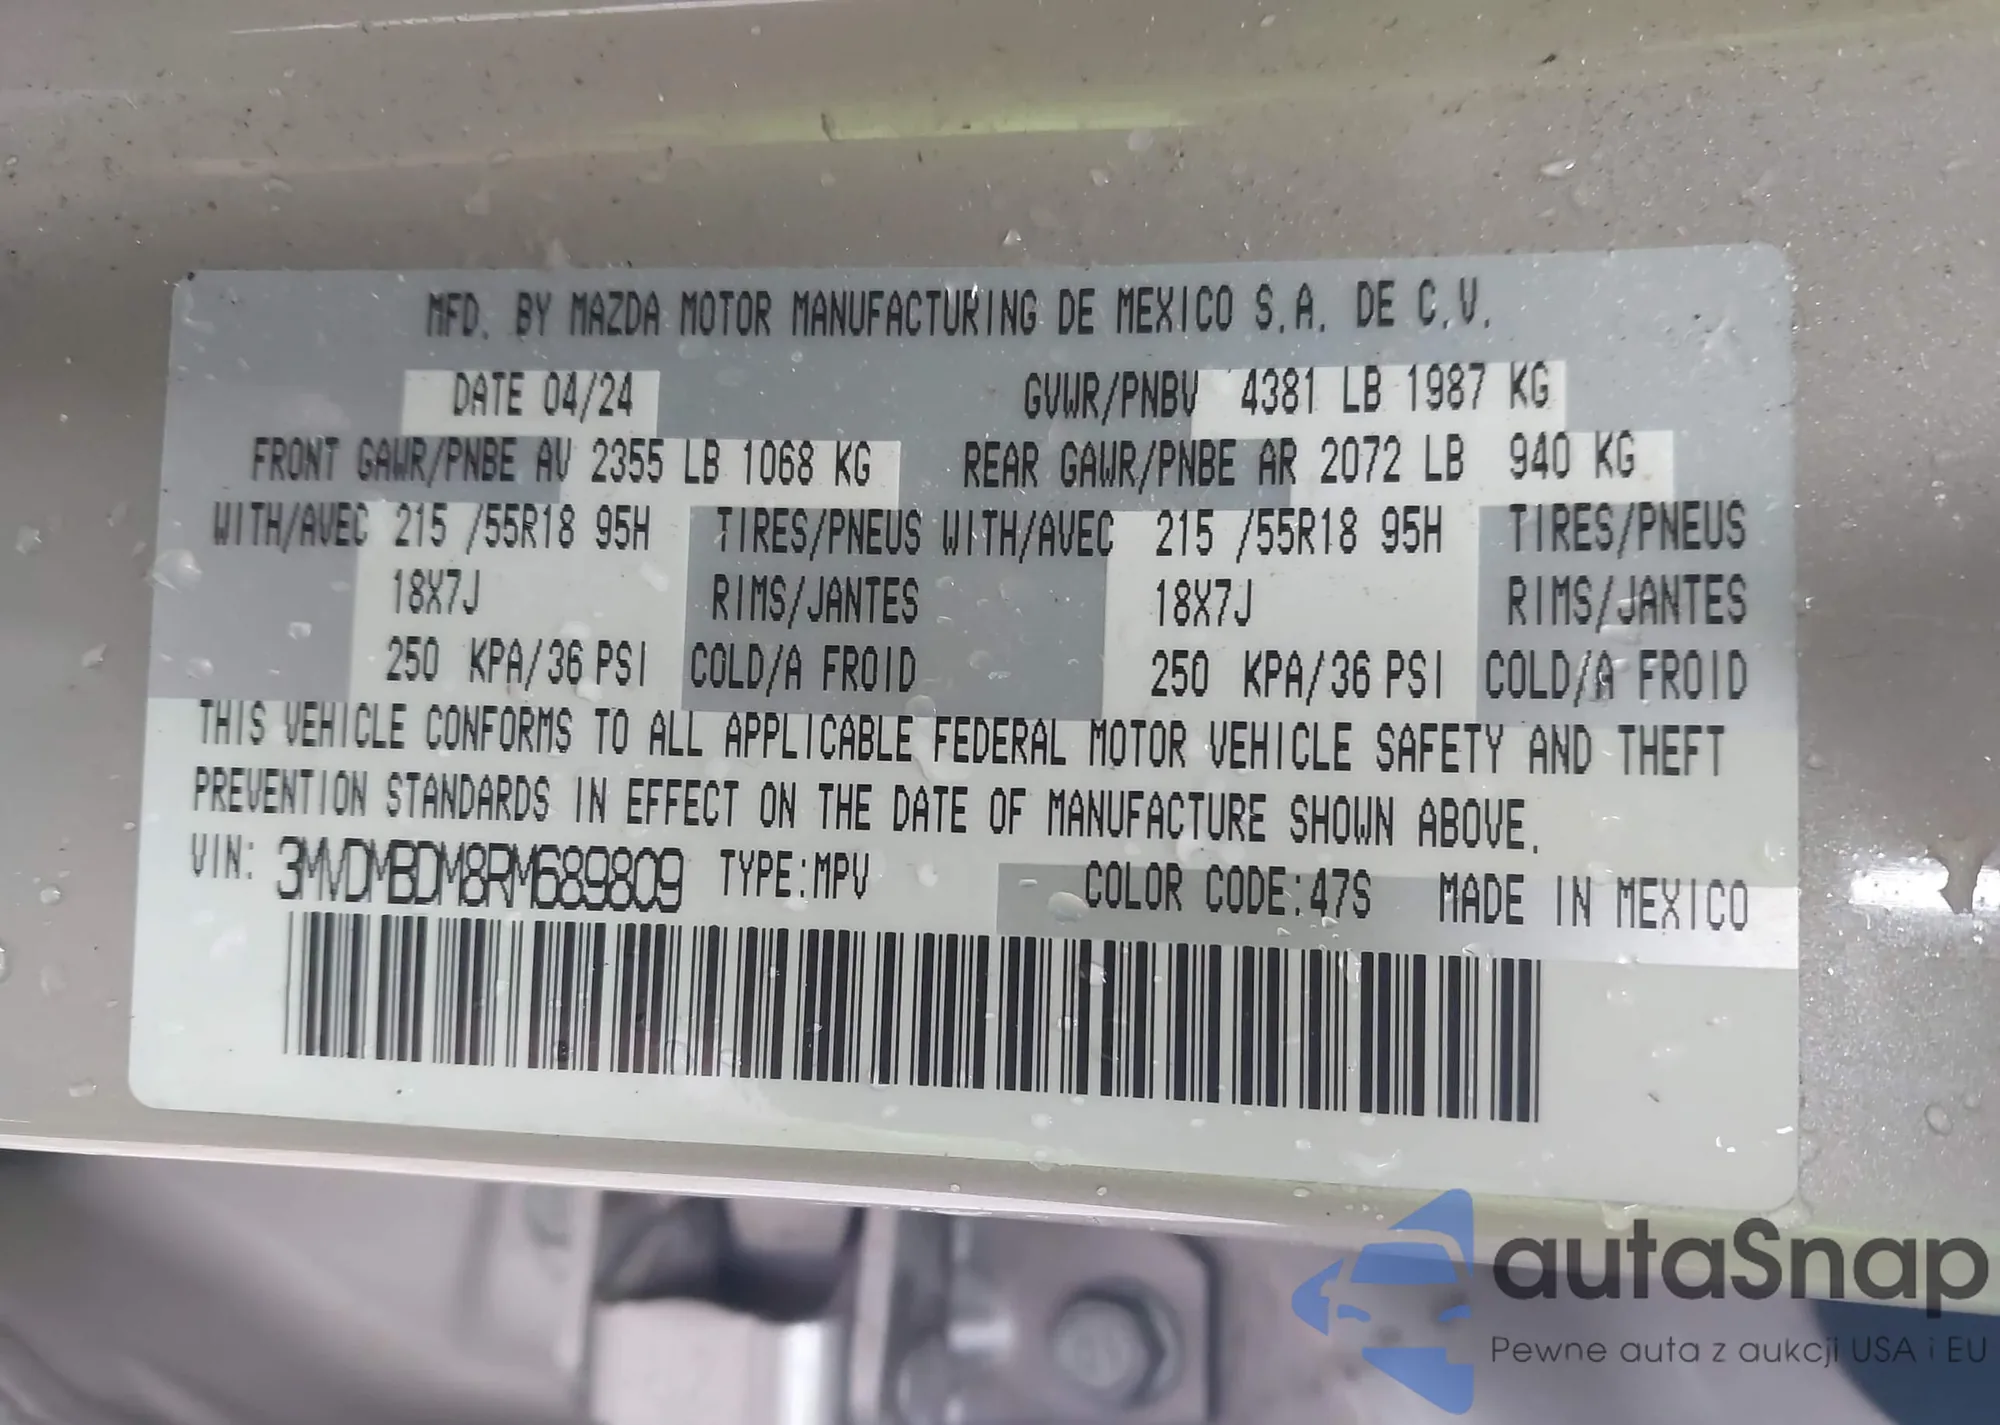 MFD. BY MAZDA MOTOR MANUFACTURING DE MEXICO S.A. DE C.V.
DATE 04/24 GVWR/PNBV 4381 LB 1987 KG
FRONT GAWR/PNBE AV 2355 LB 1068 KG REAR GAWR/PNBE AR 2072 LB 940 KG
WITH/AVEC 215 /55R18 95H TIRES/PNEUS WITH/AVEC 215 /55R18 95H TIRES/PNEUS
18X7J RIMS/JANTES 18X7J RIMS/JANTES
250 KPA/36 PSI COLD/A FROID 250 KPA/36 PSI COLD/A FROID
THIS VEHICLE CONFORMS TO ALL APPLICABLE FEDERAL MOTOR VEHICLE SAFETY AND THEFT
PREVENTION STANDARDS IN EFFECT ON THE DATE OF MANUFACTURE SHOWN ABOVE.
VIN: 3MVDMBDM8RM689809 TYPE:MPV COLOR CODE:47S MADE IN MEXICO
autaSnap
Pewne auta z aukcji USA i EU